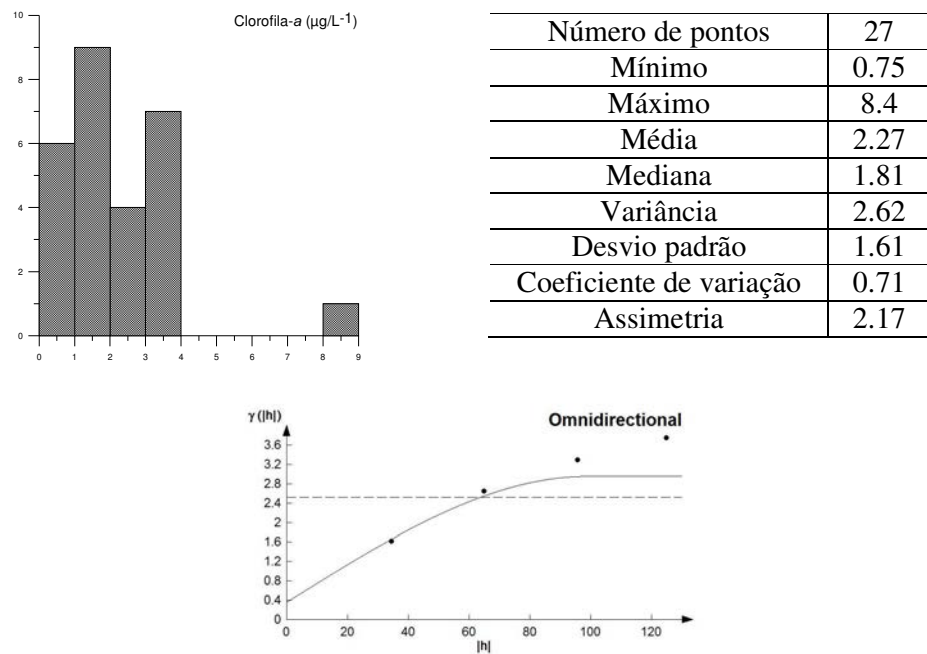 Clorofila-a (µg/L-1)
10
8
6
4
2
0
0 1 2 3 4 5 6 7 8 9
Número de pontos 27
Mínimo 0.75
Máximo 8.4
Média 2.27
Mediana 1.81
Variância 2.62
Desvio padrão 1.61
Coeficiente de variação 0.71
Assimetria 2.17
γ (|h|)
Omnidirectional
3.6
3.2
2.8
2.4
2
1.6
1.2
0.8
0.4
0
0 20 40 60 80 100 120
|h|